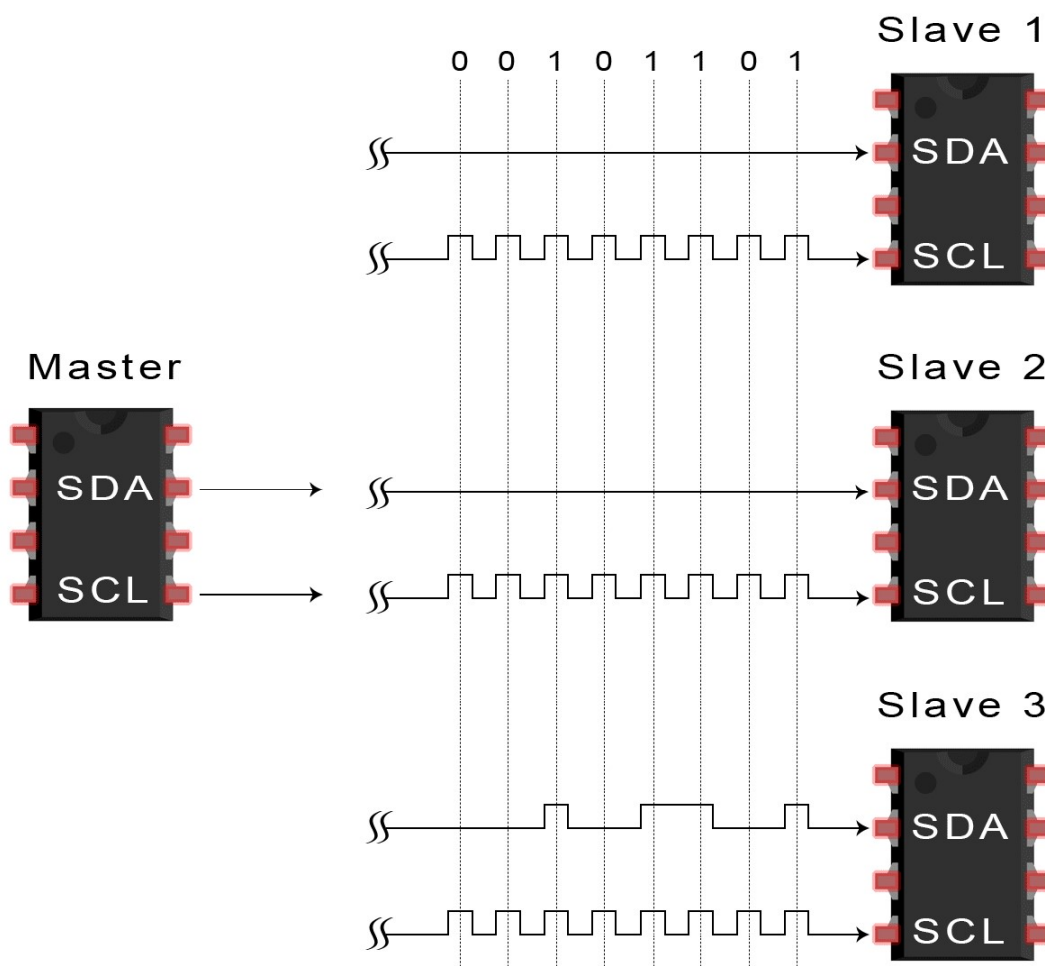 Slave 1
0 0 1 0 1 1 0 1
SDA
SCL
Master
SDA
SCL
Slave 2
SDA
SCL
Slave 3
SDA
SCL